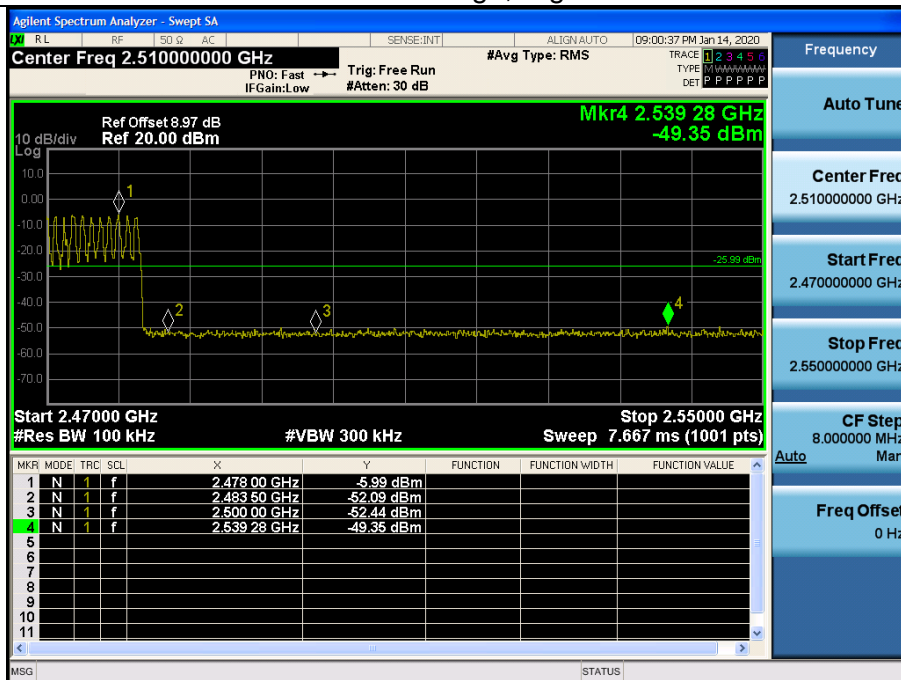 Agilent Spectrum Analyzer - Swept SA
LXI RL RF 50 Ω AC SENSE:INT ALIGN AUTO 09:00:37 PM Jan 14, 2020
Center Freq 2.510000000 GHz #Avg Type: RMS TRACE 1 2 3 4 5 6
PNO: Fast Trig: Free Run TYPE M WWWWW
IFGain:Low #Atten: 30 dB DET P P P P P P
Frequency
Auto Tune
Center Freq
2.510000000 GHz
Start Freq
2.470000000 GHz
Stop Freq
2.550000000 GHz
CF Step
8.000000 MHz
Auto Man
Freq Offset
0 Hz
Mkr4 2.539 28 GHz
-49.35 dBm
Ref Offset 8.97 dB
10 dB/div Ref 20.00 dBm
Log
10.0
0.00
-10.0
-20.0
-30.0
-40.0
-50.0
-60.0
-70.0
1
2
3
4
-25.99 dBm
Start 2.47000 GHz Stop 2.55000 GHz
#Res BW 100 kHz #VBW 300 kHz Sweep 7.667 ms (1001 pts)
MKR MODE TRC SCL X Y FUNCTION FUNCTION WIDTH FUNCTION VALUE
1 N 1 f 2.478 00 GHz -5.99 dBm
2 N 1 f 2.483 50 GHz -52.09 dBm
3 N 1 f 2.500 00 GHz -52.44 dBm
4 N 1 f 2.539 28 GHz -49.35 dBm
5
6
7
8
9
10
11
MSG STATUS